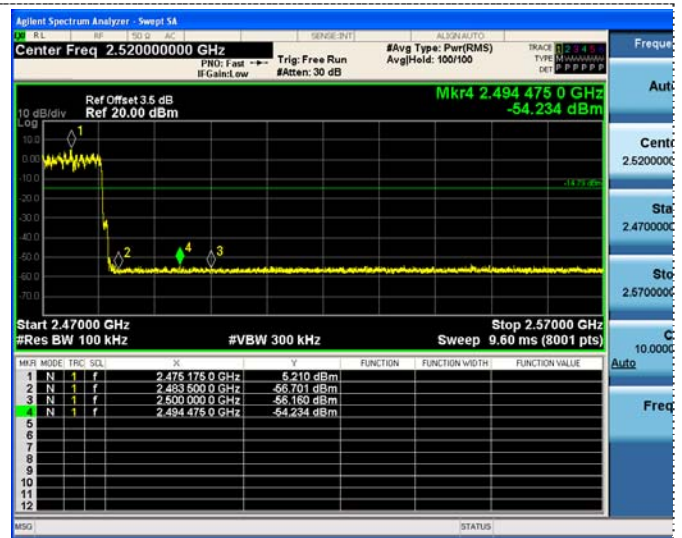 Agilent Spectrum Analyzer - Swept SA
RL RF 50 Ω AC SENSE:INT ALIGNAUTO
Center Freq 2.520000000 GHz
PNO: Fast
IFGain:Low
Trig: Free Run
#Atten: 30 dB
#Avg Type: Pwr(RMS)
Avg|Hold: 100/100
TRACE 1 2 3 4 5 6
TYPE
DET P P P P P P
Ref Offset 3.5 dB
10 dB/div Ref 20.00 dBm
Log
Mkr4 2.494 475 0 GHz
-54.234 dBm
10.0
0.00
-10.0
-20.0
-30.0
-40.0
-50.0
-60.0
-70.0
1
2
4
3
-14.79 dBm
Start 2.47000 GHz Stop 2.57000 GHz
#Res BW 100 kHz #VBW 300 kHz Sweep 9.60 ms (8001 pts)
MKR MODE TRC SCL X Y FUNCTION FUNCTION WIDTH FUNCTION VALUE
1 N 1 f 2.475 175 0 GHz 5.210 dBm
2 N 1 f 2.483 500 0 GHz -56.701 dBm
3 N 1 f 2.500 000 0 GHz -56.160 dBm
4 N 1 f 2.494 475 0 GHz -54.234 dBm
5
6
7
8
9
10
11
12
MSG STATUS
Freque
Aut
Cente
2.5200000
Sta
2.4700000
Sto
2.5700000
C
10.0000
Auto
Freq